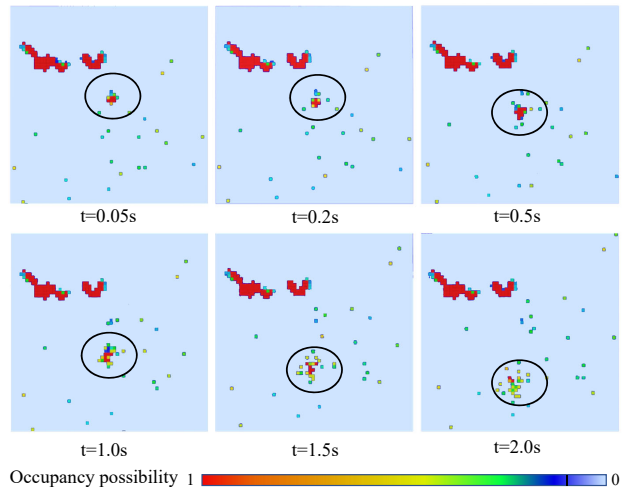 t=0.05s t=0.2s t=0.5s
t=1.0s t=1.5s t=2.0s
Occupancy possibility 1 0